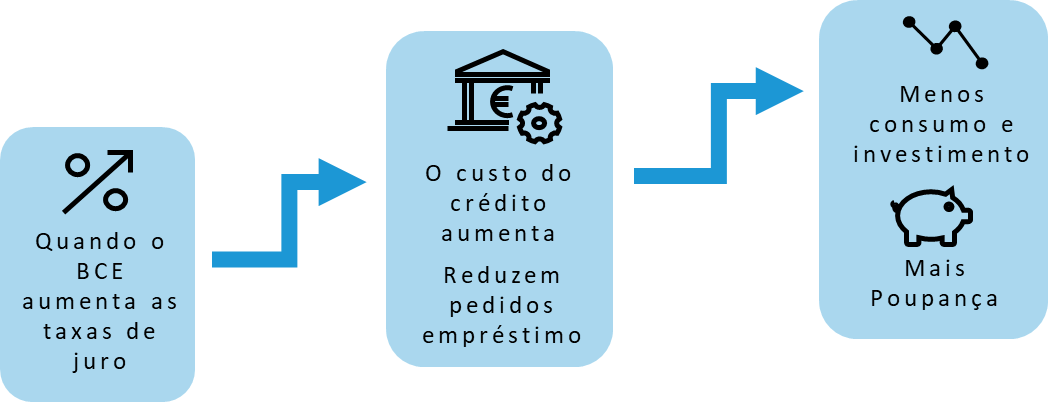 Quando o
BCE
aumenta as
taxas de
juro
O custo do
crédito
aumenta
Reduzem
pedidos
empréstimo
Menos
consumo e
investimento
Mais
Poupança